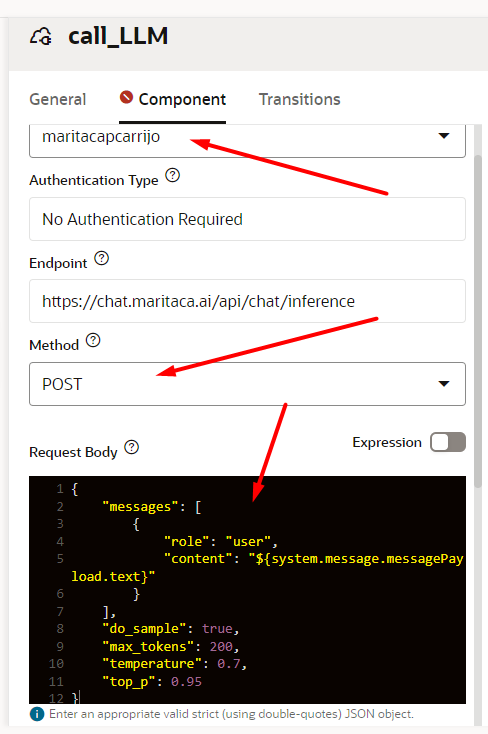 call_LLM
General Component Transitions
maritacapcarrijo
Authentication Type
No Authentication Required
Endpoint
https://chat.maritaca.ai/api/chat/inference
Method
POST
Request Body Expression
1 {
2 "messages": [
3 {
4 "role": "user",
5 "content": "${system.message.messagePay
load.text}"
6 }
7 ],
8 "do_sample": true,
9 "max_tokens": 200,
10 "temperature": 0.7,
11 "top_p": 0.95
12 }
Enter an appropriate valid strict (using double-quotes) JSON object.